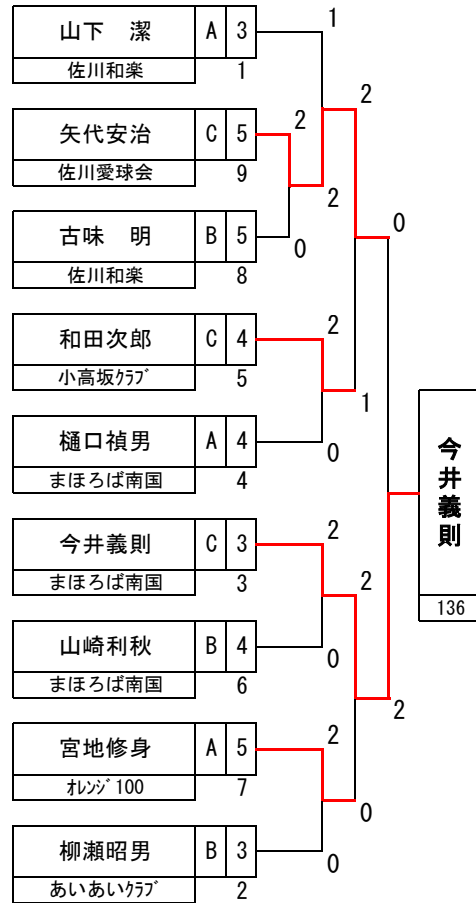 山下　潔 A 3
佐川和楽 1
矢代安治 C 5
佐川愛球会 9
古味　明 B 5
佐川和楽 8
和田次郎 C 4
小高坂ｸﾗﾌﾞ 5
樋口禎男 A 4
まほろば南国 4
今井義則 C 3
まほろば南国 3
山崎利秋 B 4
まほろば南国 6
宮地修身 A 5
ｵﾚﾝｼﾞ100 7
柳瀬昭男 B 3
あいあいｸﾗﾌﾞ 2
1
2
2
2
0
0
2
1
0
2
2
0
2
2
0
0
今井義則
136